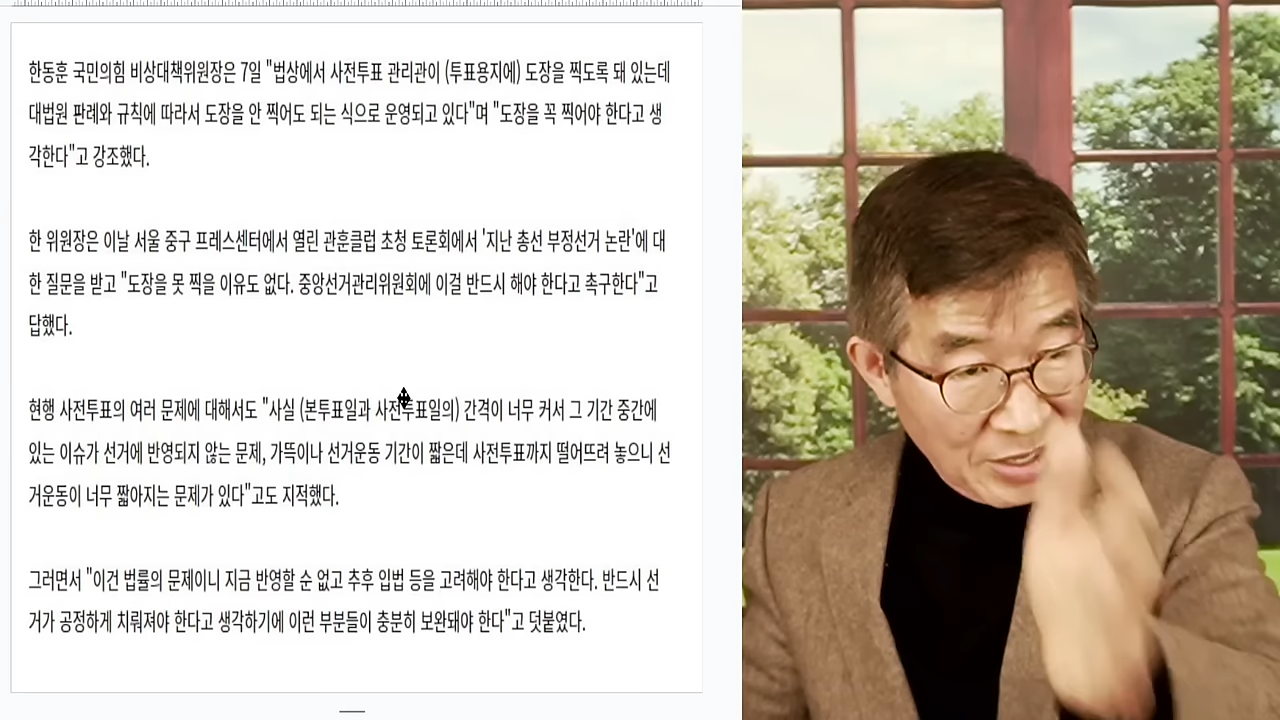 한동훈 국민의힘 비상대책위원장은 7일 "법상에서 사전투표 관리관이 (투표용지에) 도장을 찍도록 돼 있는데
대법원 판례와 규칙에 따라서 도장을 안 찍어도 되는 식으로 운영되고 있다"며 "도장을 꼭 찍어야 한다고 생
각한다"고 강조했다.
한 위원장은 이날 서울 중구 프레스센터에서 열린 관훈클럽 초청 토론회에서 '지난 총선 부정선거 논란'에 대
한 질문을 받고 "도장을 못 찍을 이유도 없다. 중앙선거관리위원회에 이걸 반드시 해야 한다고 촉구한다"고
답했다.
현행 사전투표의 여러 문제에 대해서도 "사실 (본투표일과 사전투표일의) 간격이 너무 커서 그 기간 중간에
있는 이슈가 선거에 반영되지 않는 문제, 가뜩이나 선거운동 기간이 짧은데 사전투표까지 떨어뜨려 놓으니 선
거운동이 너무 짧아지는 문제가 있다"고도 지적했다.
그러면서 "이건 법률의 문제이니 지금 반영할 순 없고 추후 입법 등을 고려해야 한다고 생각한다. 반드시 선
거가 공정하게 치뤄져야 한다고 생각하기에 이런 부분들이 충분히 보완돼야 한다"고 덧붙였다.